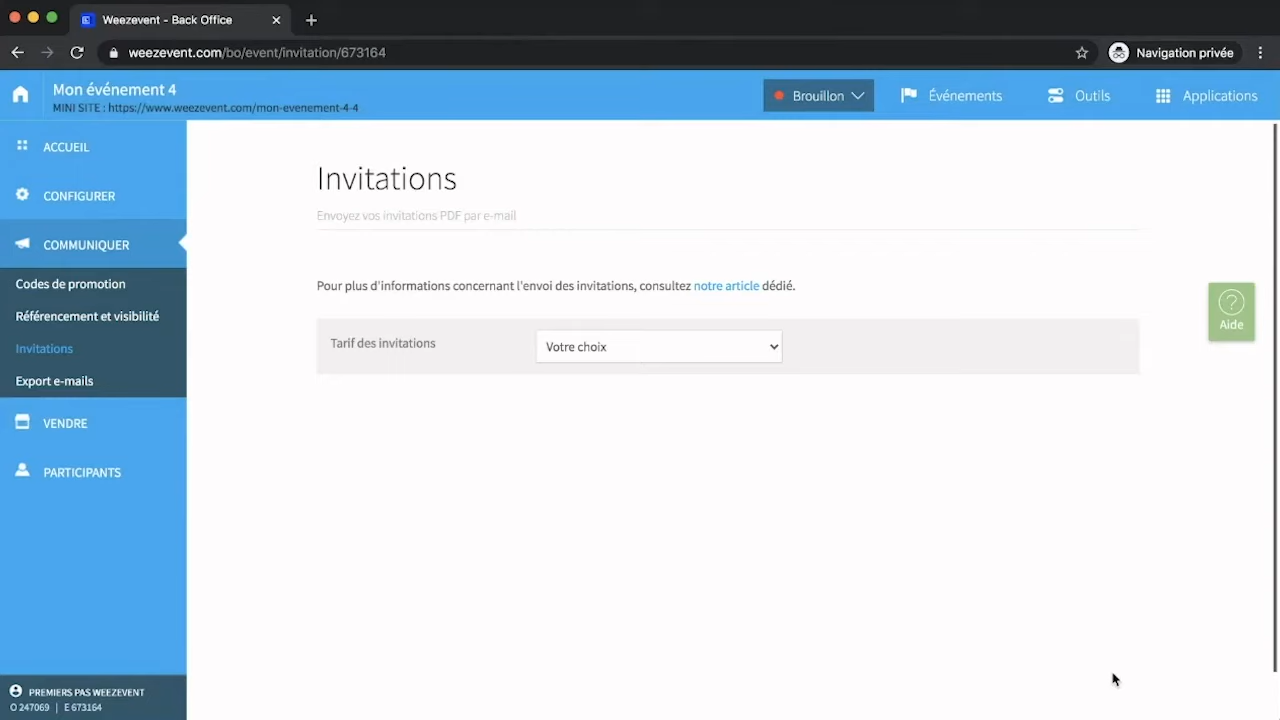 Weezevent - Back Office
weezevent.com/bo/event/invitation/673164
Navigation privée
Mon événement 4
MINI SITE : https://www.weezevent.com/mon-evenement-4-4
Brouillon
Événements
Outils
Applications
ACCUEIL
CONFIGURER
COMMUNIQUER
Codes de promotion
Référencement et visibilité
Invitations
Export e-mails
VENDRE
PARTICIPANTS
PREMIERS PAS WEEZEVENT
O 247069 | E 673164
Invitations
Envoyez vos invitations PDF par e-mail
Pour plus d'informations concernant l'envoi des invitations, consultez notre article dédié.
Tarif des invitations
Votre choix
?
Aide